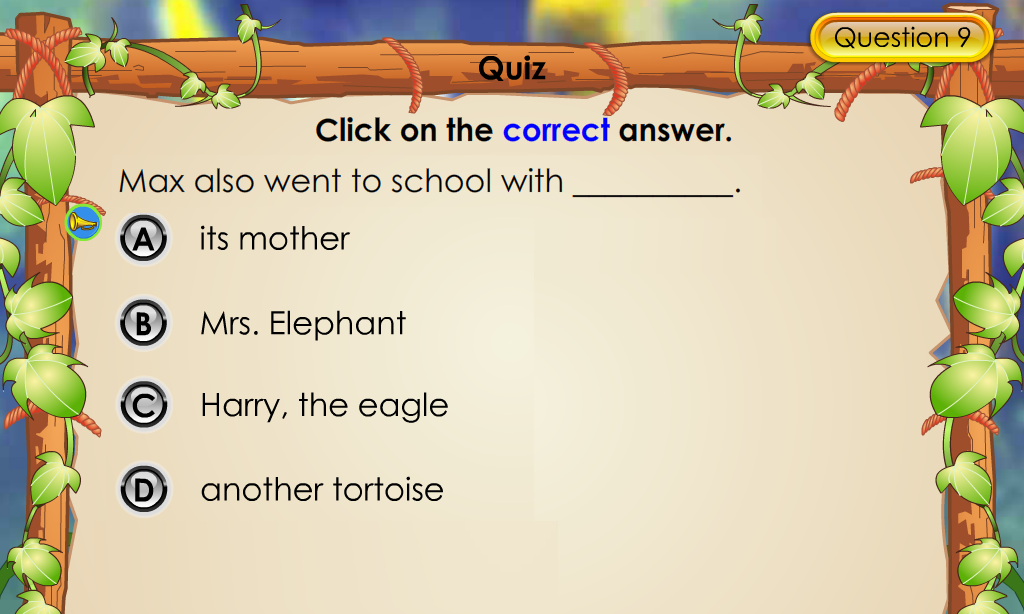 Question 9
Quiz
Click on the correct answer.
Max also went to school with __________.
A its mother
B Mrs. Elephant
C Harry, the eagle
D another tortoise